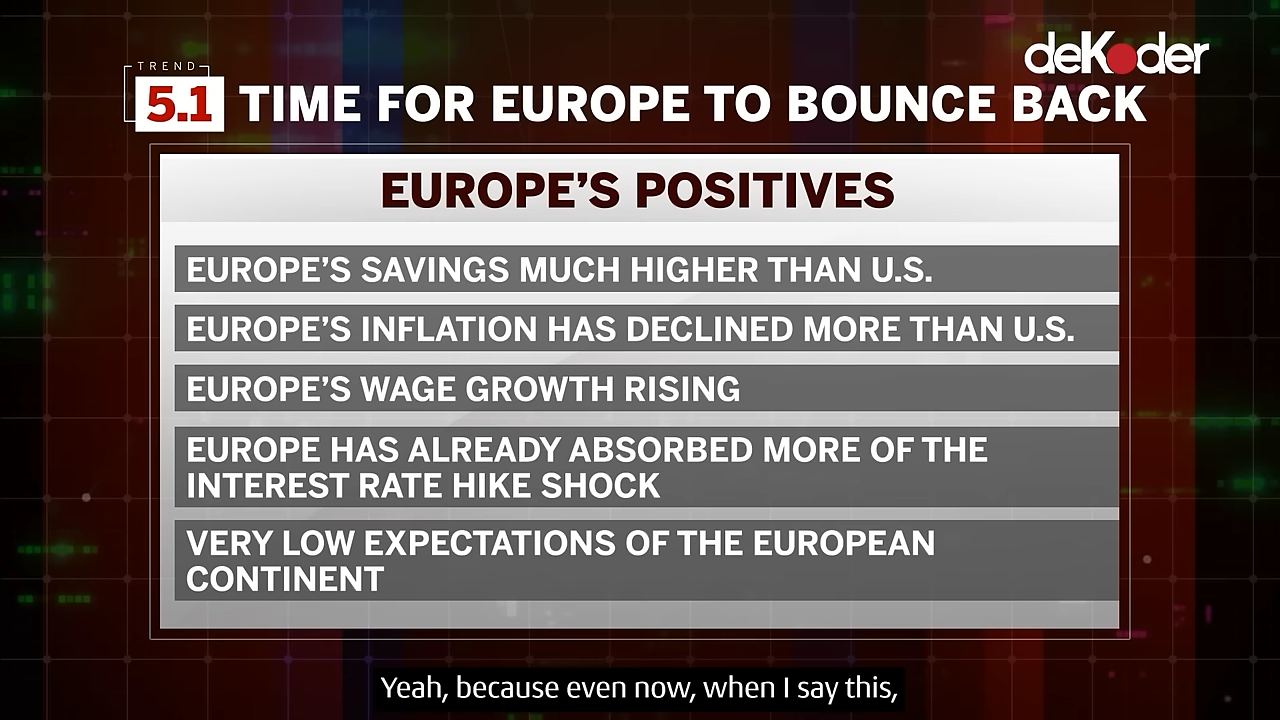 deKoder
TREND
5.1 TIME FOR EUROPE TO BOUNCE BACK
EUROPE’S POSITIVES
EUROPE’S SAVINGS MUCH HIGHER THAN U.S.
EUROPE’S INFLATION HAS DECLINED MORE THAN U.S.
EUROPE’S WAGE GROWTH RISING
EUROPE HAS ALREADY ABSORBED MORE OF THE
INTEREST RATE HIKE SHOCK
VERY LOW EXPECTATIONS OF THE EUROPEAN
CONTINENT
Yeah, because even now, when I say this,